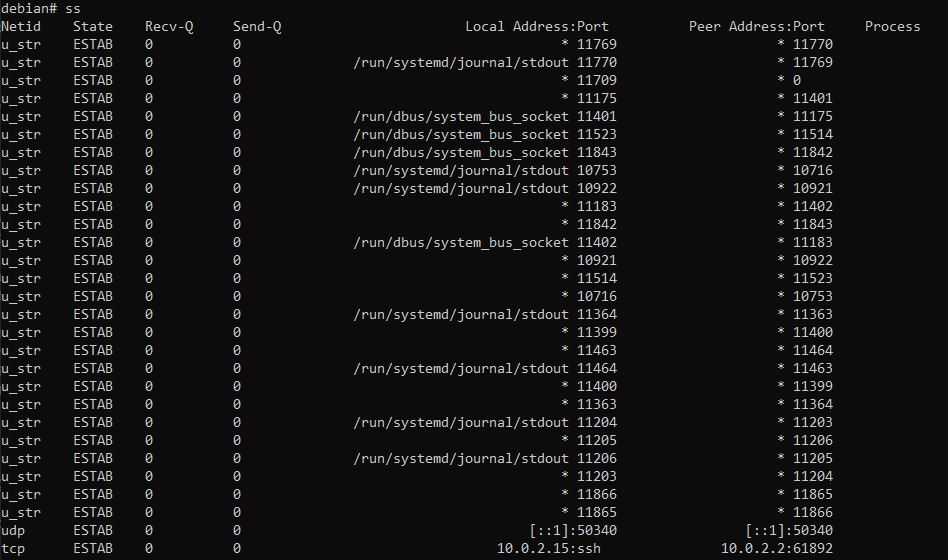 debian# ss
Netid State Recv-Q Send-Q Local Address:Port Peer Address:Port Process
u_str ESTAB 0 0 * 11769 * 11770
u_str ESTAB 0 0 /run/systemd/journal/stdout 11770 * 11769
u_str ESTAB 0 0 * 11709 * 0
u_str ESTAB 0 0 * 11175 * 11401
u_str ESTAB 0 0 /run/dbus/system_bus_socket 11401 * 11175
u_str ESTAB 0 0 /run/dbus/system_bus_socket 11523 * 11514
u_str ESTAB 0 0 /run/dbus/system_bus_socket 11843 * 11842
u_str ESTAB 0 0 /run/systemd/journal/stdout 10753 * 10716
u_str ESTAB 0 0 /run/systemd/journal/stdout 10922 * 10921
u_str ESTAB 0 0 * 11183 * 11402
u_str ESTAB 0 0 * 11842 * 11843
u_str ESTAB 0 0 /run/dbus/system_bus_socket 11402 * 11183
u_str ESTAB 0 0 * 10921 * 10922
u_str ESTAB 0 0 * 11514 * 11523
u_str ESTAB 0 0 * 10716 * 10753
u_str ESTAB 0 0 /run/systemd/journal/stdout 11364 * 11363
u_str ESTAB 0 0 * 11399 * 11400
u_str ESTAB 0 0 * 11463 * 11464
u_str ESTAB 0 0 /run/systemd/journal/stdout 11464 * 11463
u_str ESTAB 0 0 * 11400 * 11399
u_str ESTAB 0 0 * 11363 * 11364
u_str ESTAB 0 0 /run/systemd/journal/stdout 11204 * 11203
u_str ESTAB 0 0 * 11205 * 11206
u_str ESTAB 0 0 /run/systemd/journal/stdout 11206 * 11205
u_str ESTAB 0 0 * 11203 * 11204
u_str ESTAB 0 0 * 11866 * 11865
u_str ESTAB 0 0 * 11865 * 11866
udp ESTAB 0 0 [::1]:50340 [::1]:50340
tcp ESTAB 0 0 10.0.2.15:ssh 10.0.2.2:61892